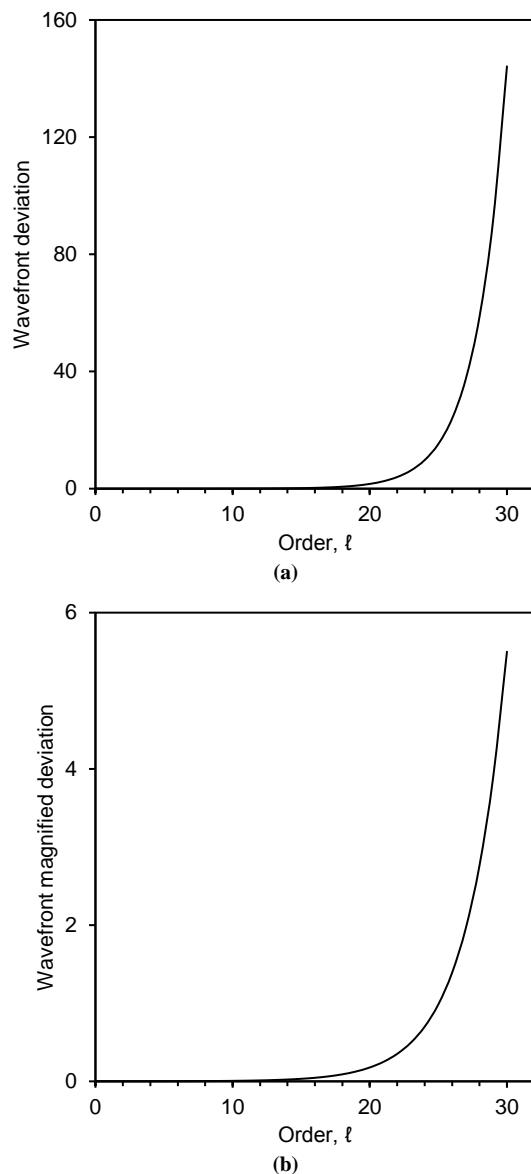 160
120
80
40
0
Wavefront deviation
0 10 20 30
Order, ℓ
(a)
6
4
2
0
Wavefront magnified deviation
0 10 20 30
Order, ℓ
(b)